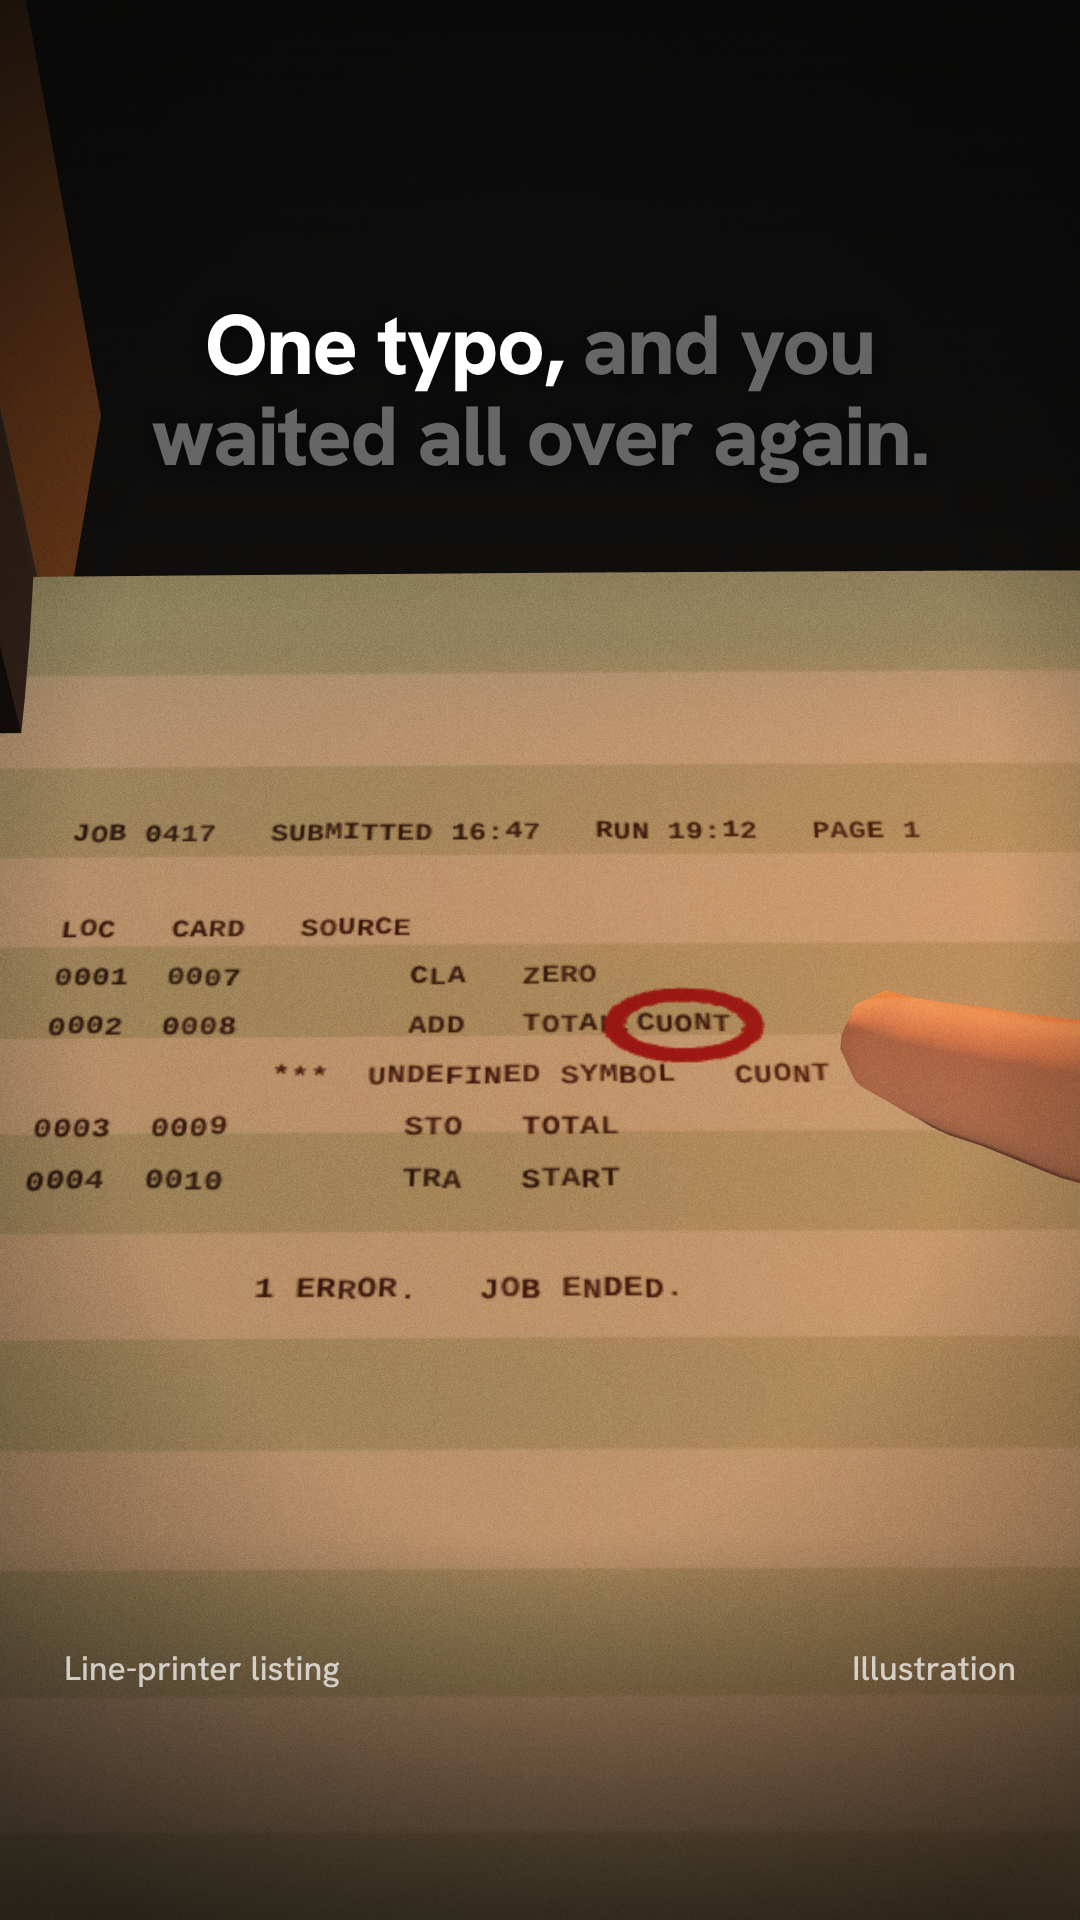 One typo, and you
waited all over again.
JOB 0417 SUBMITTED 16:47 RUN 19:12 PAGE 1
LOC CARD SOURCE
0001 0007 CLA ZERO
0002 0008 ADD TOTAL CUONT
*** UNDEFINED SYMBOL CUONT
0003 0009 STO TOTAL
0004 0010 TRA START
1 ERROR. JOB ENDED.
Line-printer listing
Illustration